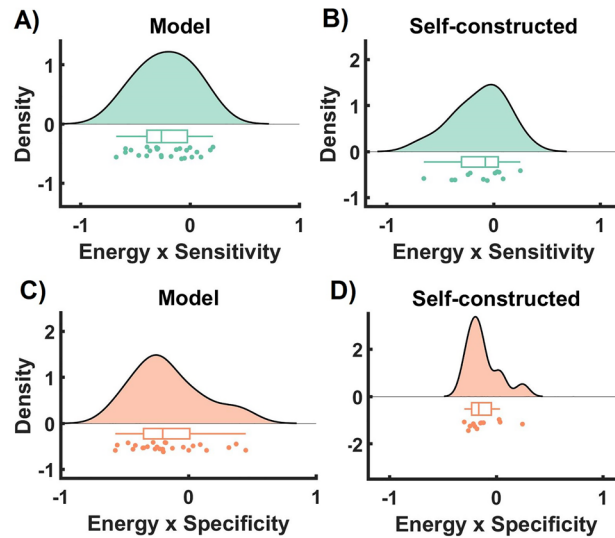 A)
Model
Density
1
0
-1
-1
0
1
Energy x Sensitivity
B)
Self-constructed
Density
2
1
0
-1
-1
0
1
Energy x Sensitivity
C)
Model
Density
2
1
0
-1
-1
0
1
Energy x Specificity
D)
Self-constructed
2
0
-2
-1
0
1
Energy x Specificity